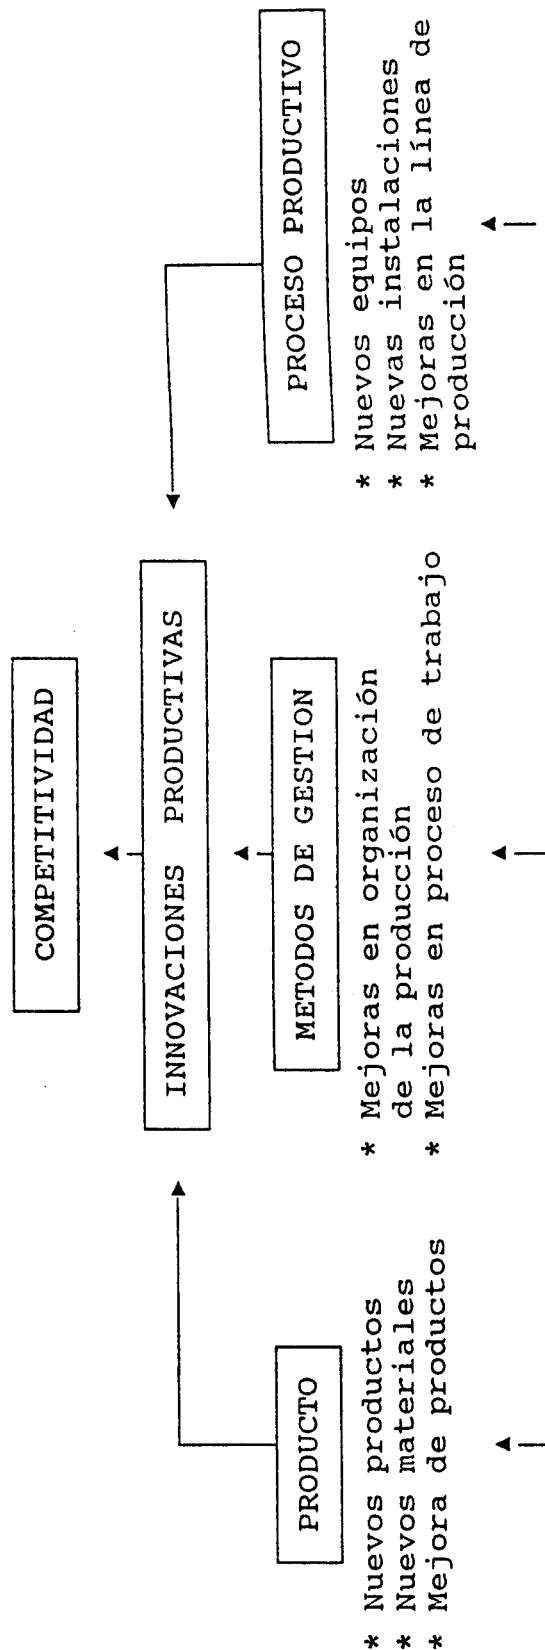 COMPETITIVIDAD
INNOVACIONES PRODUCTIVAS
PRODUCTO
* Nuevos productos
* Nuevos materiales
* Mejora de productos
METODOS DE GESTION
* Mejoras en organización
de la producción
* Mejoras en proceso de trabajo
PROCESO PRODUCTIVO
* Nuevos equipos
* Nuevas instalaciones
* Mejoras en la línea de
producción